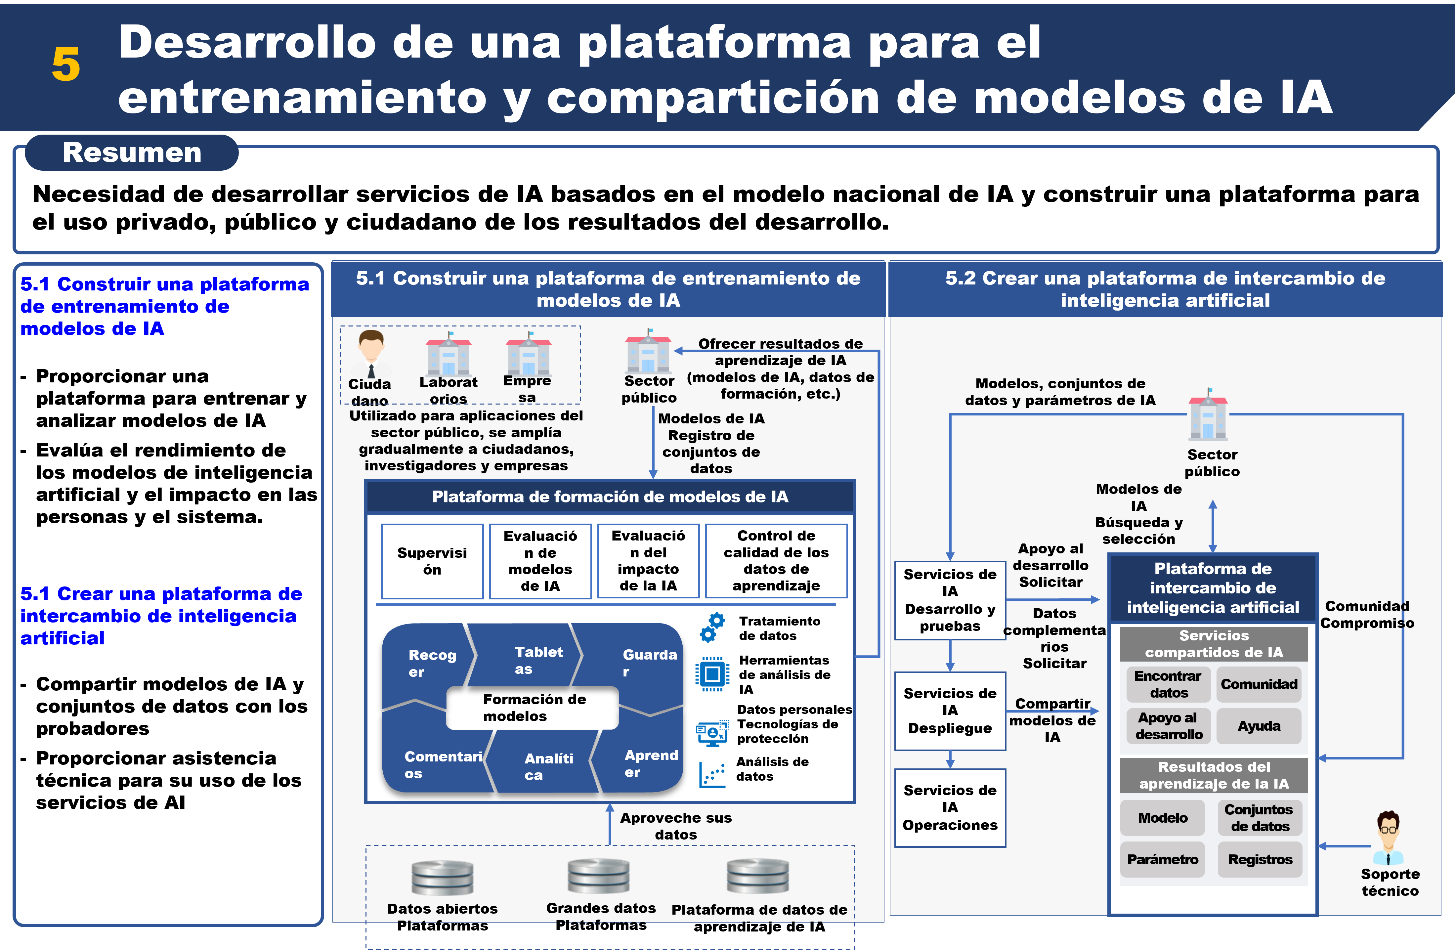 5
Desarrollo de una plataforma para el
entrenamiento y compartición de modelos de IA
Resumen
Necesidad de desarrollar servicios de IA basados en el modelo nacional de IA y construir una plataforma para
el uso privado, público y ciudadano de los resultados del desarrollo.
5.1 Construir una plataforma
de entrenamiento de
modelos de IA
- Proporcionar una
plataforma para entrenar y
analizar modelos de IA
- Evalúa el rendimiento de
los modelos de inteligencia
artificial y el impacto en las
personas y el sistema.
5.1 Crear una plataforma de
intercambio de inteligencia
artificial
- Compartir modelos de IA y
conjuntos de datos con los
probadores
- Proporcionar asistencia
técnica para su uso de los
servicios de AI
5.1 Construir una plataforma de entrenamiento de
modelos de IA
Ciuda
dano
Laborat
orios
Empre
sa
Sector
público
Ofrecer resultados de
aprendizaje de IA
(modelos de IA, datos de
formación, etc.)
Utilizado para aplicaciones del
sector público, se amplía
gradualmente a ciudadanos,
investigadores y empresas
Modelos de IA
Registro de
conjuntos de
datos
Plataforma de formación de modelos de IA
Supervisi
ón
Evaluació
n de
modelos
de IA
Evaluació
n del
impacto
de la IA
Control de
calidad de los
datos de
aprendizaje
Recog
er
Tablet
as
Guarda
r
Formación de
modelos
Comentari
os
Analíti
ca
Aprend
er
Tratamiento
de datos
Herramientas
de análisis de
IA
Datos personales
Tecnologías de
protección
Análisis de
datos
Aproveche sus
datos
Datos abiertos
Plataformas
Grandes datos
Plataformas
Plataforma de datos de
aprendizaje de IA
5.2 Crear una plataforma de intercambio de
inteligencia artificial
Modelos, conjuntos de
datos y parámetros de IA
Sector
público
Modelos de
IA
Búsqueda y
selección
Servicios de
IA
Desarrollo y
pruebas
Apoyo al
desarrollo
Solicitar
Datos
complementa
rios
Solicitar
Servicios de
IA
Despliegue
Compartir
modelos de
IA
Servicios de
IA
Operaciones
Plataforma de
intercambio de
inteligencia artificial
Servicios
compartidos de IA
Encontrar
datos
Comunidad
Apoyo al
desarrollo
Ayuda
Resultados del
aprendizaje de la IA
Modelo
Conjuntos
de datos
Parámetro
Registros
Comunidad
Compromiso
Soporte
técnico